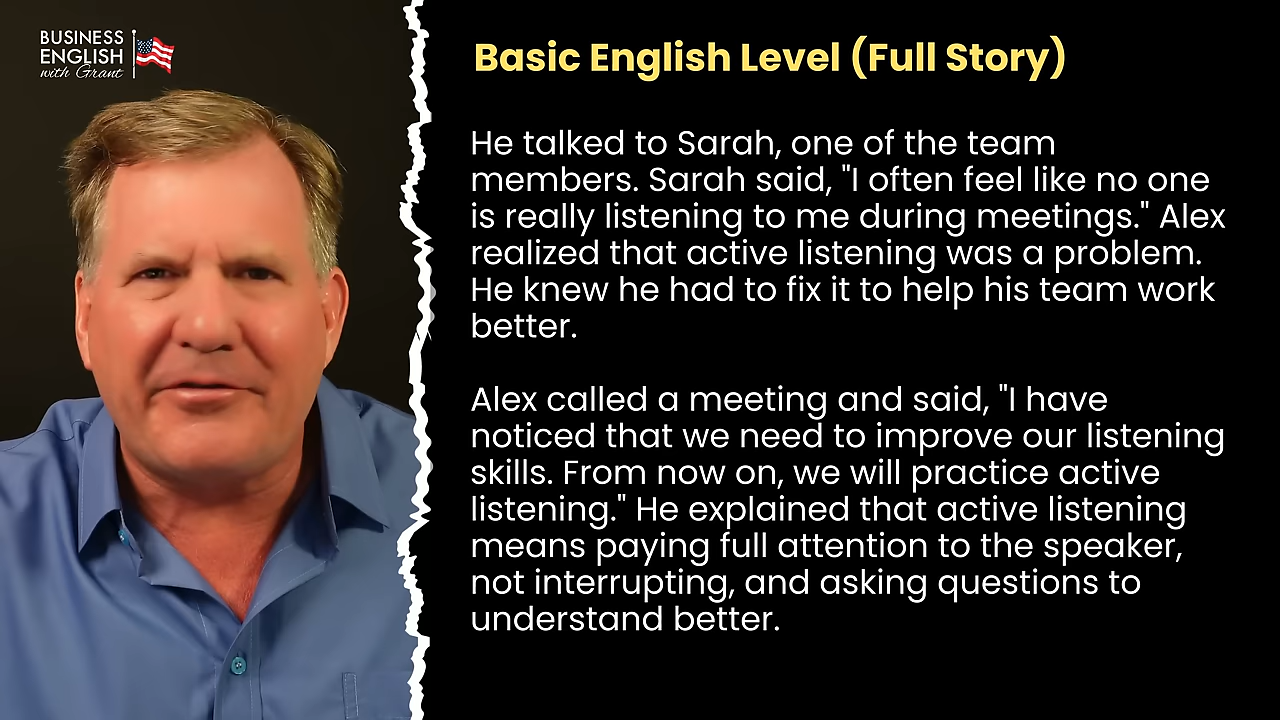 BUSINESS
ENGLISH
with Grant
Basic English Level (Full Story)
He talked to Sarah, one of the team
members. Sarah said, "I often feel like no one
is really listening to me during meetings." Alex
realized that active listening was a problem.
He knew he had to fix it to help his team work
better.
Alex called a meeting and said, "I have
noticed that we need to improve our listening
skills. From now on, we will practice active
listening." He explained that active listening
means paying full attention to the speaker,
not interrupting, and asking questions to
understand better.